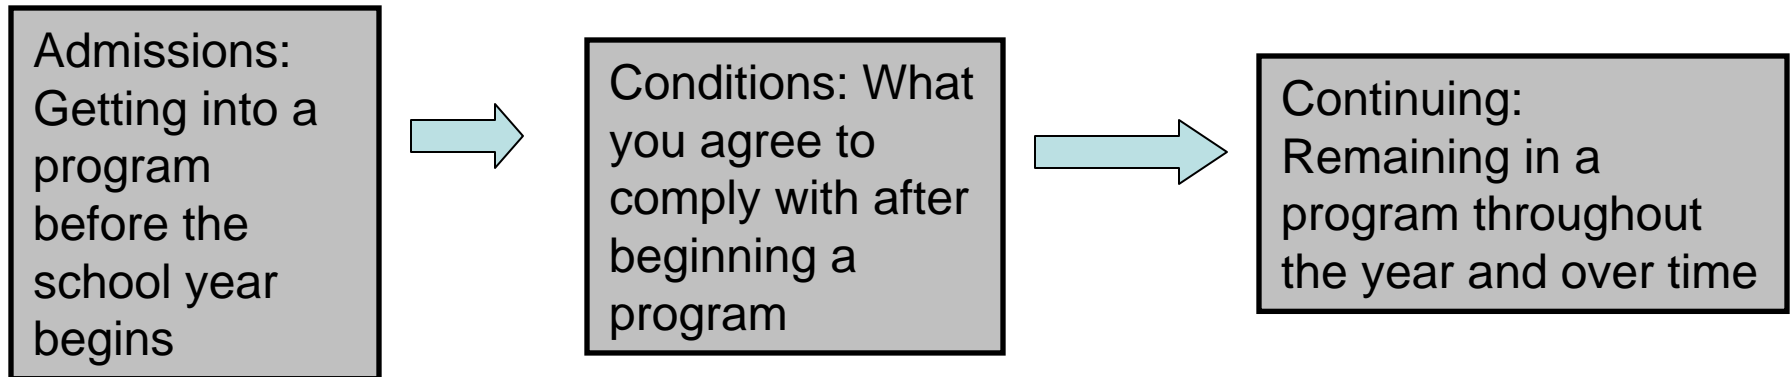 Admissions:
Getting into a
program
before the
school year
begins
Conditions: What
you agree to
comply with after
beginning a
program
Continuing:
Remaining in a
program throughout
the year and over time